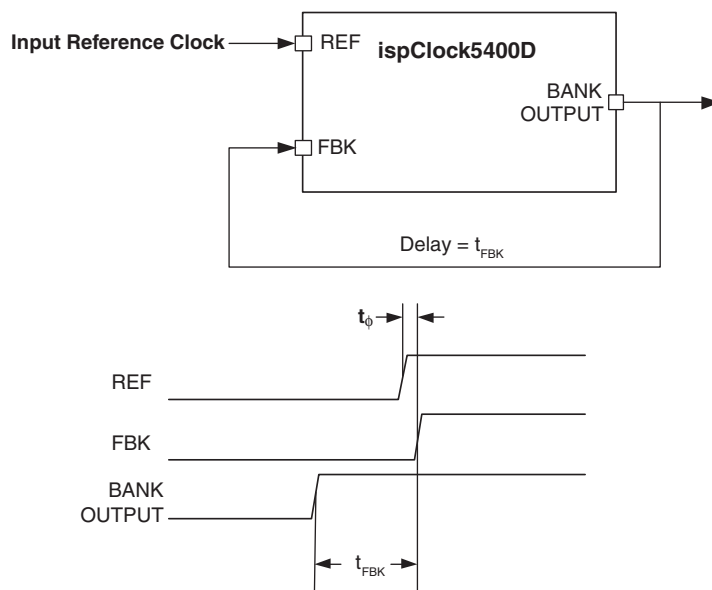 Input Reference Clock
REF
ispClock5400D
BANK
OUTPUT
FBK
Delay = tFBK
tϕ
REF
FBK
BANK
OUTPUT
tFBK